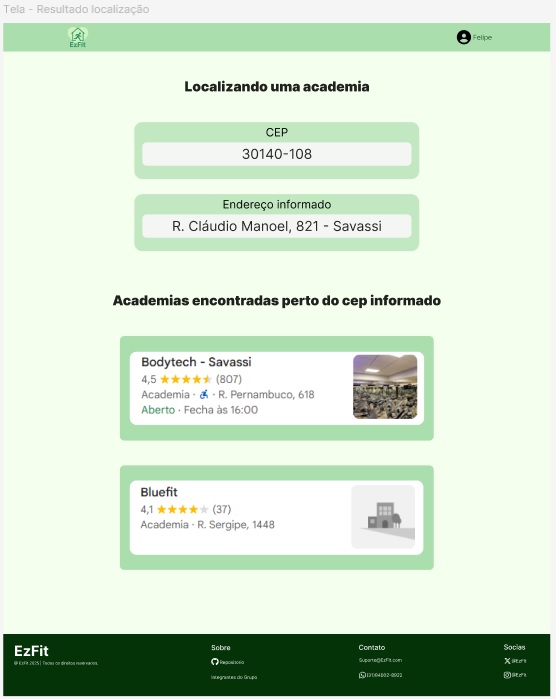 Tela - Resultado localização
EzFit
Felipe
Localizando uma academia
CEP
30140-108
Endereço informado
R. Cláudio Manoel, 821 - Savassi
Academias encontradas perto do cep informado
Bodytech - Savassi
4,5 (807)
Academia · · R. Pernambuco, 618
Aberto · Fecha às 16:00
Bluefit
4,1 (37)
Academia · R. Sergipe, 1448
EzFit
© EzFit 2025 | Todos os direitos reservados.
Sobre
Repositório
Integrantes do Grupo
Contato
Suporte@EzFit.com
Socias
@EzFit
@EzFit